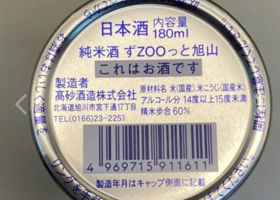 日本酒 内容量 180ml
純米酒 ずZOOっと旭山
これはお酒です
製造者
髙砂酒造株式会社
北海道旭川市宮下通17丁目
TEL(0166)23-2251
原材料名 米(国産)、米こうじ(国産米)
アルコール分 14度以上15度未満
精米歩合 60%
4 969715 911611
製造年月はキャップ側面に記載